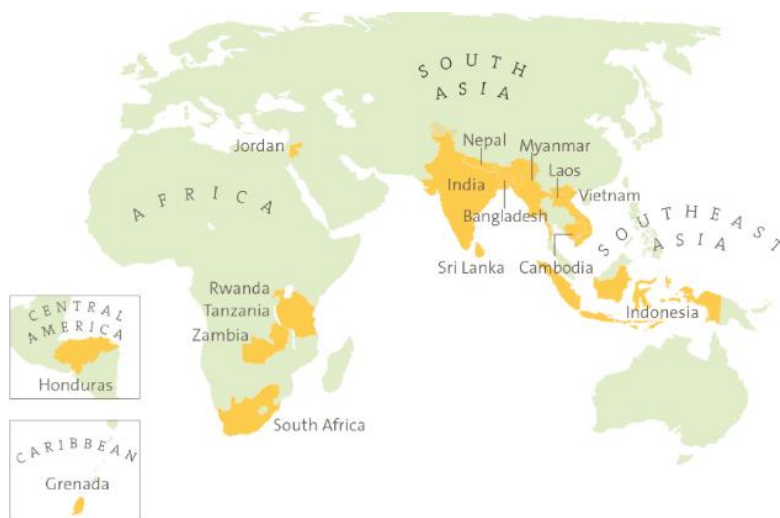 SOUTH
ASIA
Nepal
Myanmar
Jordan
Laos
India
Vietnam
AFRICA
Bangladesh
SOUTHEAST
ASIA
Sri Lanka
Cambodia
Rwanda
Tanzania
Indonesia
CENTRAL
AMERICA
Zambia
Honduras
South Africa
CARIBBEAN
Grenada